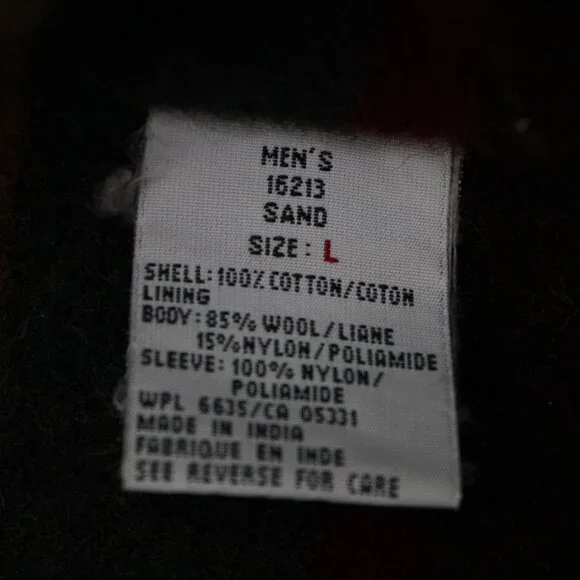 MEN'S
16213
SAND
SIZE: L
SHELL: 100% COTTON/COTON
LINING
BODY: 85% WOOL/LIANE
15%NYLON/POLIAMIDE
SLEEVE: 100% NYLON/
POLIAMIDE
WPL 6635/CA 05331
MADE IN INDIA
FABRIQUE EN INDE
SEE REVERSE FOR CARE